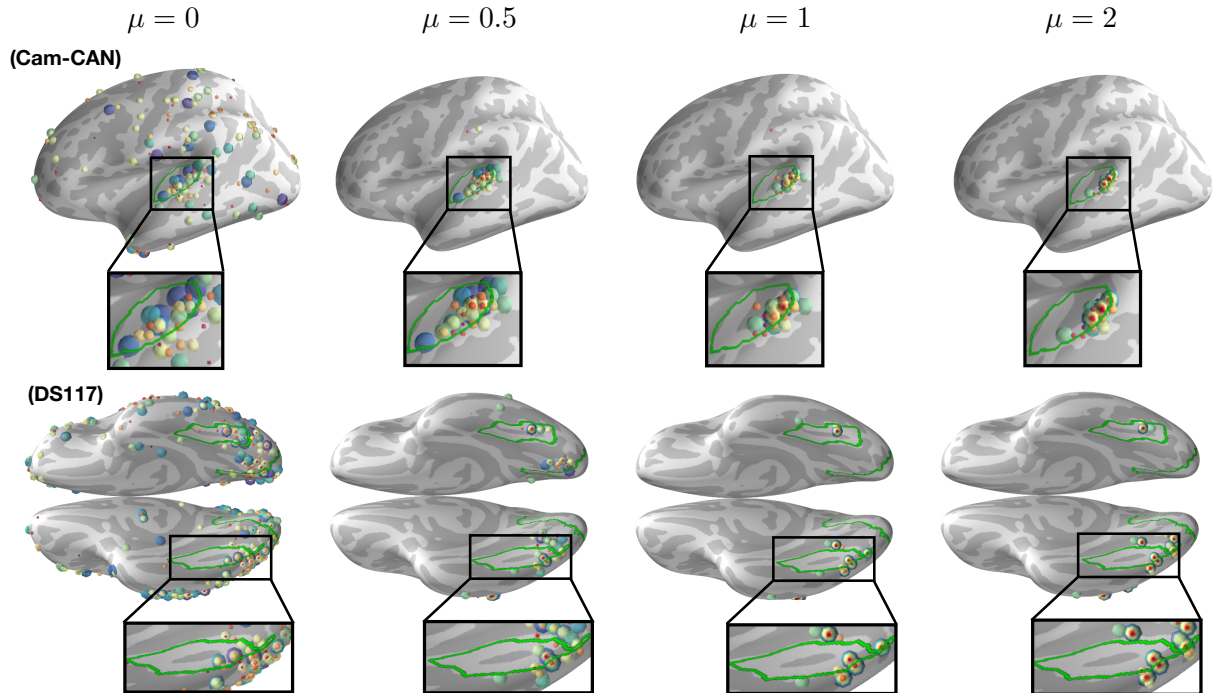 μ = 0 μ = 0.5 μ = 1 μ = 2
(Cam-CAN)
(DS117)